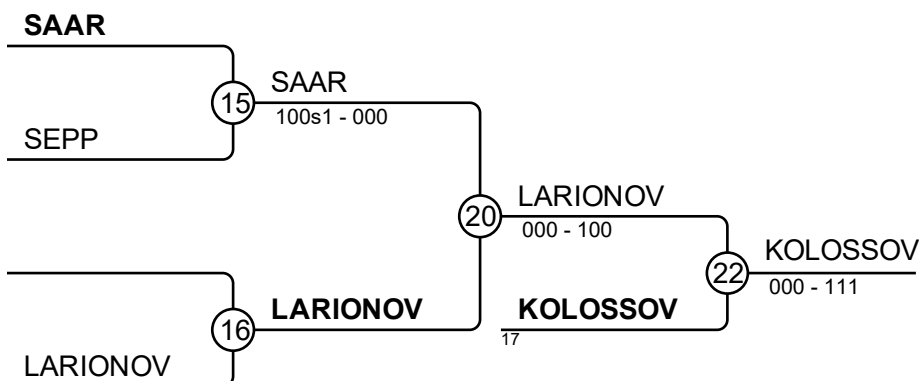 SAAR
15
SAAR
100s1 - 000
SEPP
20
LARIONOV
000 - 100
22
KOLOSSOV
000 - 111
16
LARIONOV
KOLOSSOV
17
LARIONOV